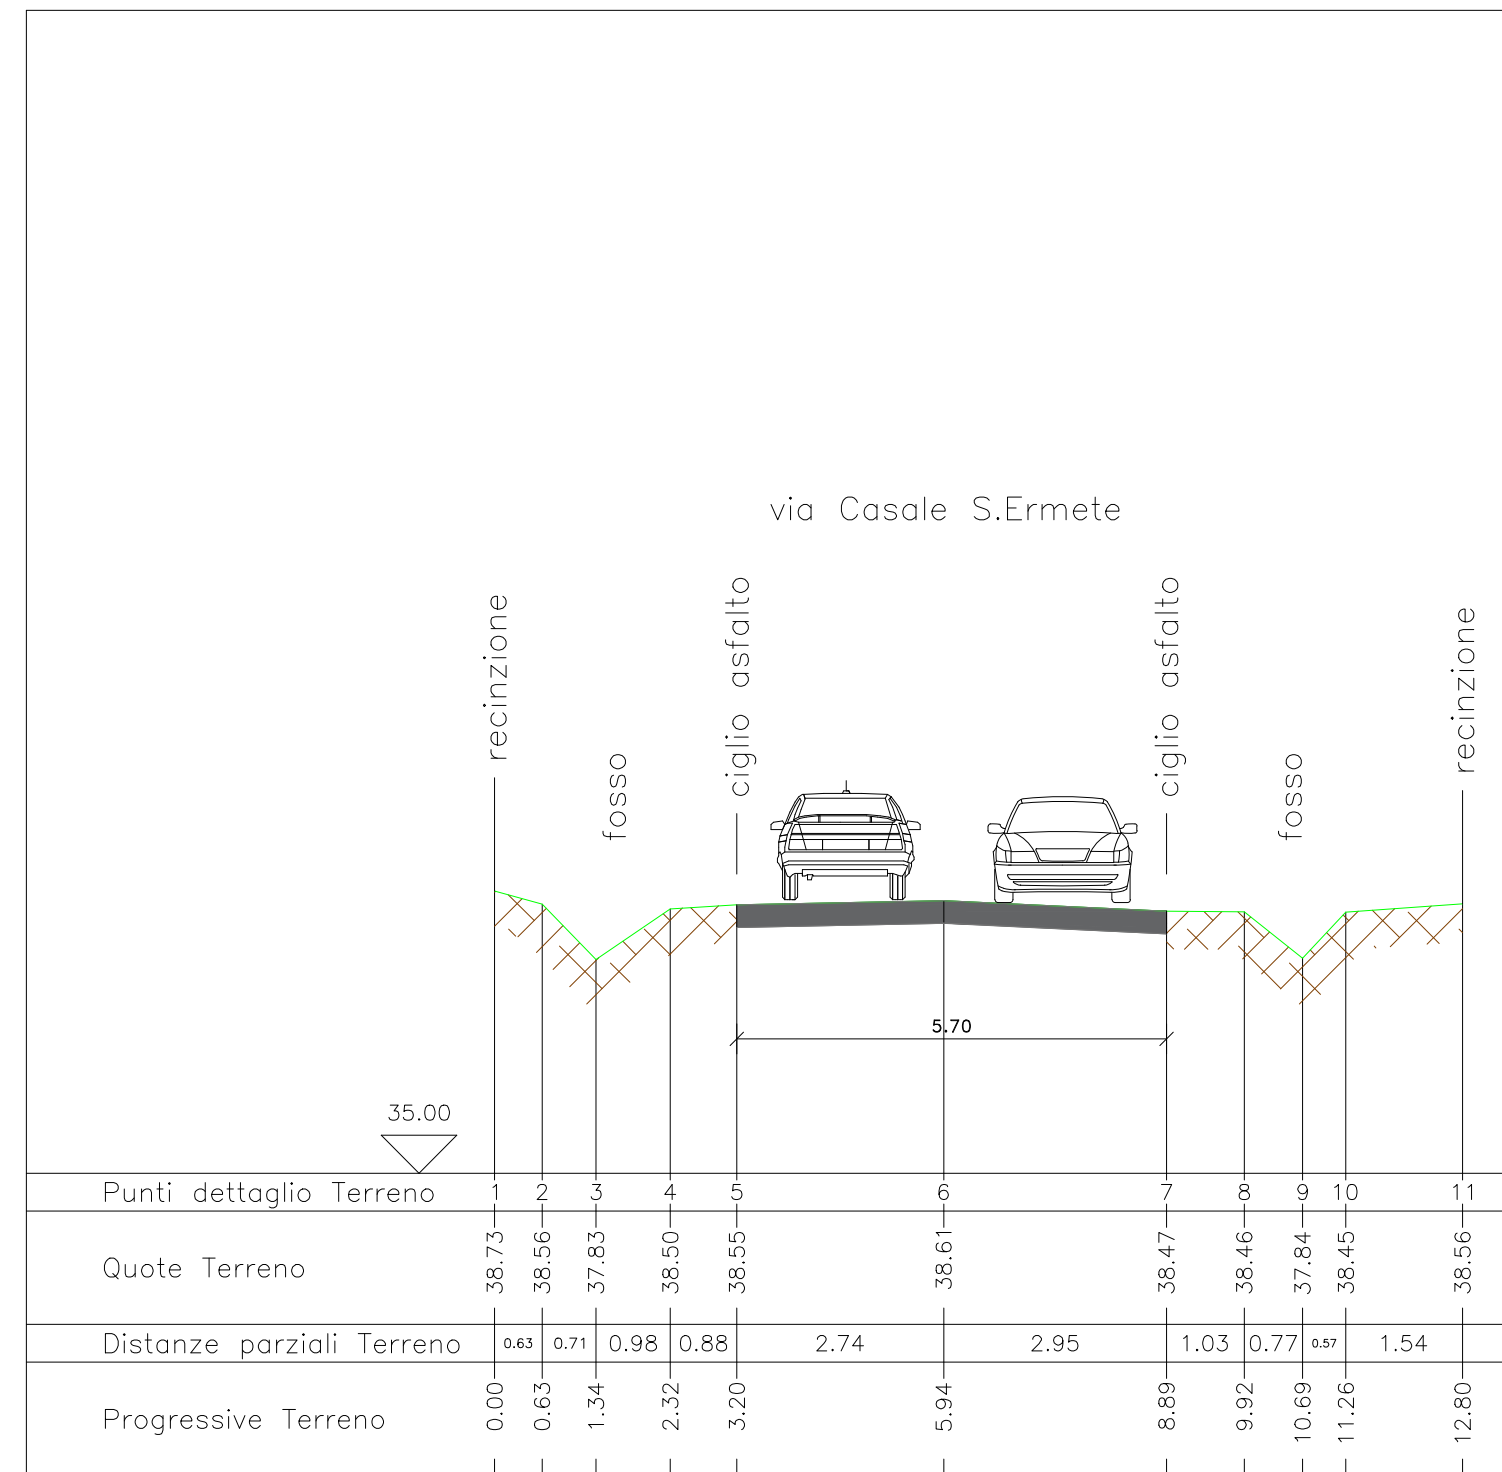 via Casale S.Ermete
recinzione
fosso
ciglio asfalto
ciglio asfalto
fosso
recinzione
5.70
35.00
Punti dettaglio Terreno 1 2 3 4 5 6 7 8 9 10 11
Quote Terreno 38.73 38.56 37.83 38.50 38.55 38.61 38.47 38.46 37.84 38.45 38.56
Distanze parziali Terreno 0.63 0.71 0.98 0.88 2.74 2.95 1.03 0.77 0.57 1.54
Progressive Terreno 0.00 0.63 1.34 2.32 3.20 5.94 8.89 9.92 10.69 11.26 12.80